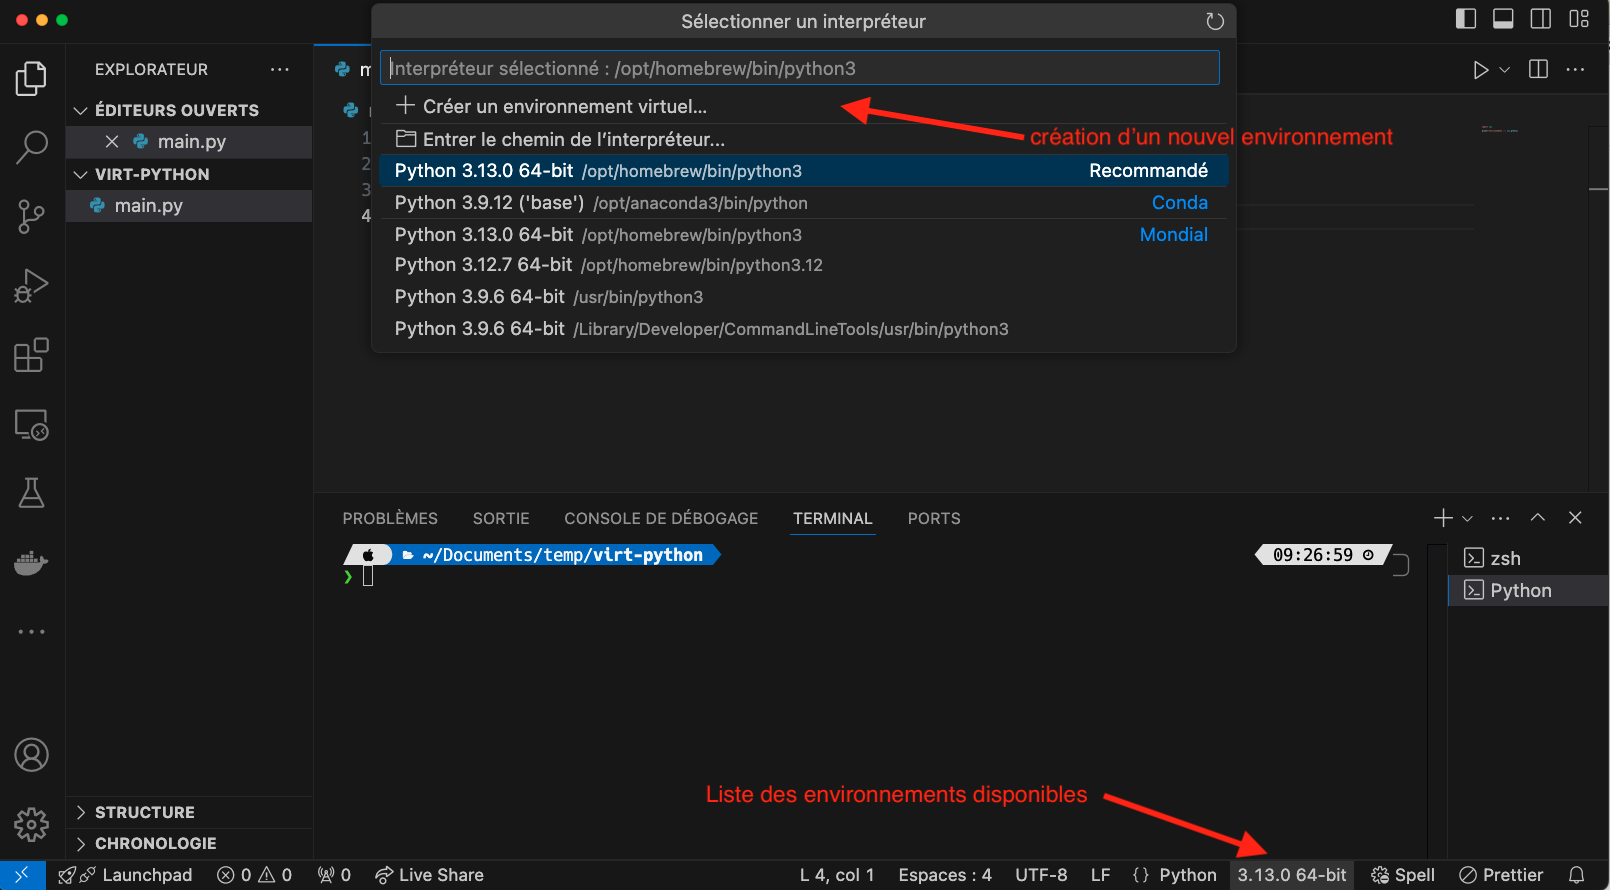 Sélectionner un interpréteur
EXPLORATEUR
ÉDITEURS OUVERTS
main.py
VIRT-PYTHON
main.py
Interpréteur sélectionné : /opt/homebrew/bin/python3
Créer un environnement virtuel...
création d’un nouvel environnement
Entrer le chemin de l’interpréteur...
Python 3.13.0 64-bit /opt/homebrew/bin/python3 Recommandé
Python 3.9.12 ('base') /opt/anaconda3/bin/python Conda
Python 3.13.0 64-bit /opt/homebrew/bin/python3 Mondial
Python 3.12.7 64-bit /opt/homebrew/bin/python3.12
Python 3.9.6 64-bit /usr/bin/python3
Python 3.9.6 64-bit /Library/Developer/CommandLineTools/usr/bin/python3
1
2
3
4
PROBLÈMES SORTIE CONSOLE DE DÉBOGAGE TERMINAL PORTS
~/Documents/temp/virt-python 09:26:59
zsh
Python
Liste des environnements disponibles
STRUCTURE
CHRONOLOGIE
Launchpad 0 0 0 Live Share L 4, col 1 Espaces : 4 UTF-8 LF {} Python 3.13.0 64-bit Spell Prettier